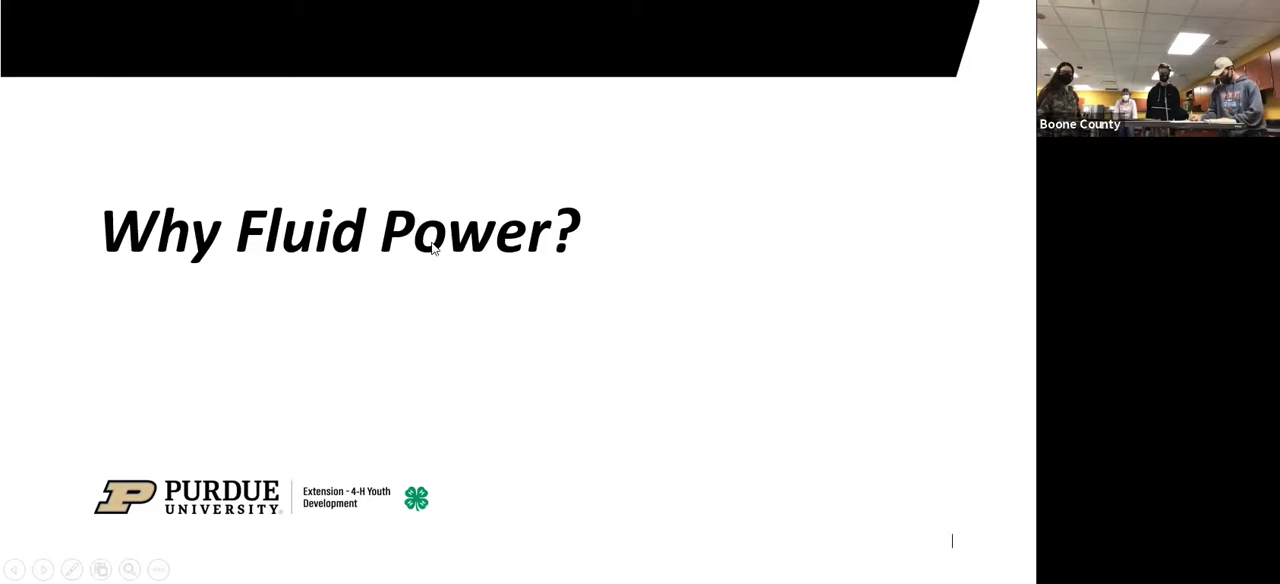 Why Fluid Power?
PURDUE
UNIVERSITY®
Extension - 4-H Youth
Development
Boone County